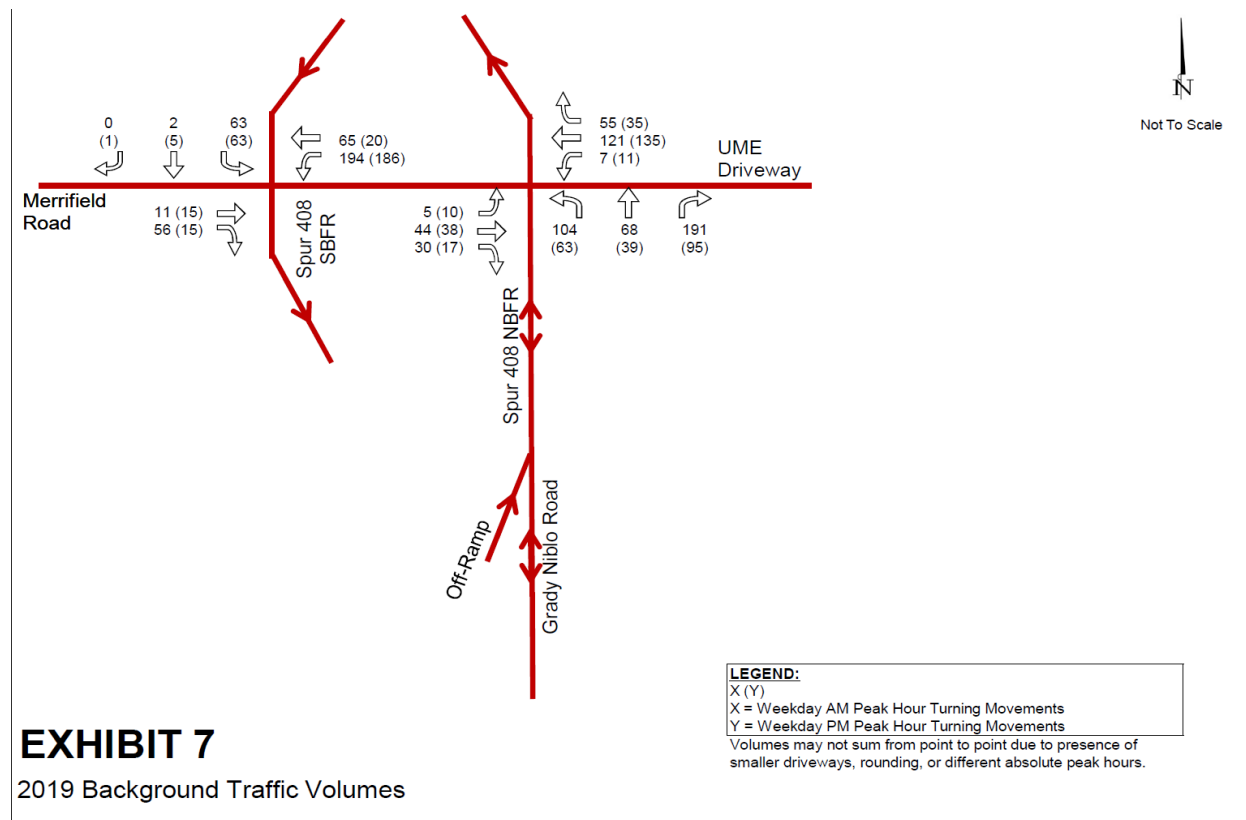 N
Not To Scale
0
(1)
2
(5)
63
(63)
65 (20)
194 (186)
55 (35)
121 (135)
7 (11)
UME
Driveway
Merrifield
Road
11 (15)
56 (15)
Spur 408
SBFR
5 (10)
44 (38)
30 (17)
104
(63)
68
(39)
191
(95)
Spur 408 NBFR
Off-Ramp
Grady Niblo Road
LEGEND:
X (Y)
X = Weekday AM Peak Hour Turning Movements
Y = Weekday PM Peak Hour Turning Movements
Volumes may not sum from point to point due to presence of
smaller driveways, rounding, or different absolute peak hours.
EXHIBIT 7
2019 Background Traffic Volumes